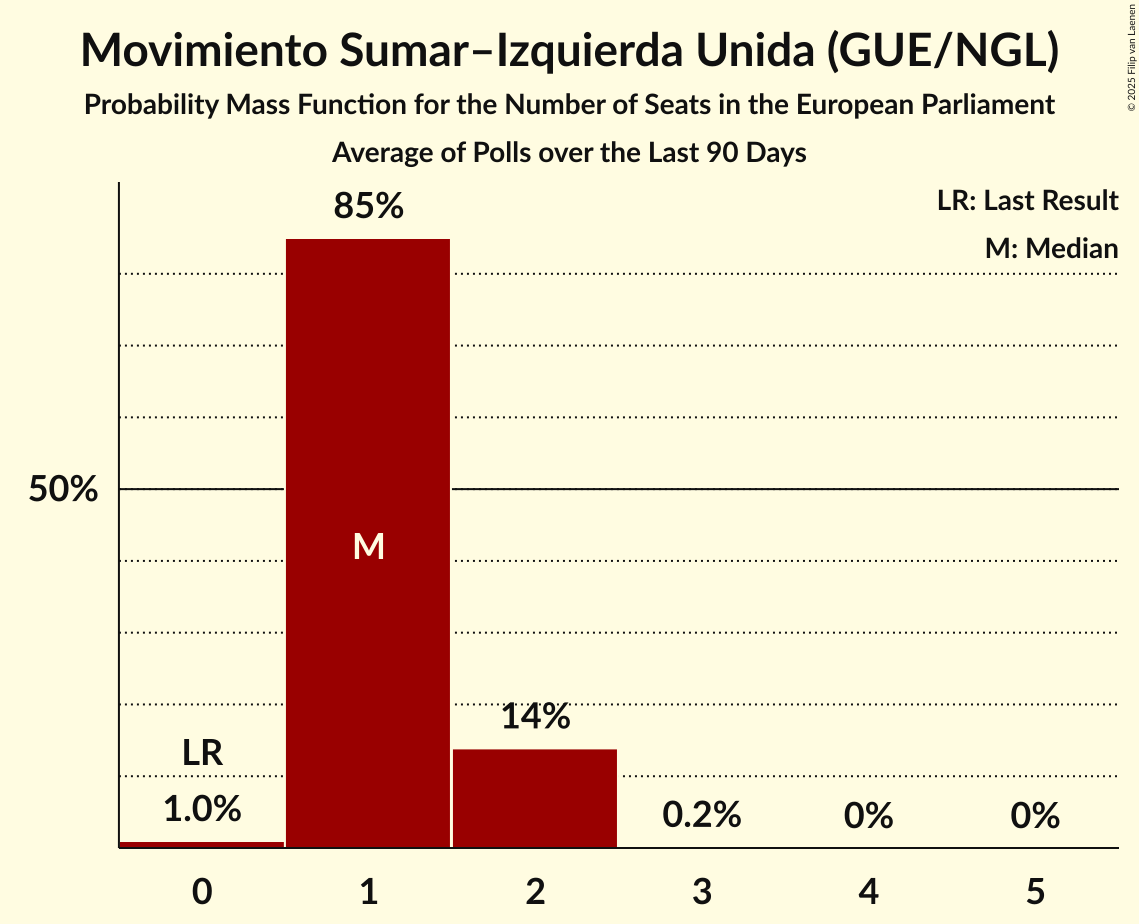 Movimiento Sumar–Izquierda Unida (GUE/NGL)
Probability Mass Function for the Number of Seats in the European Parliament
Average of Polls over the Last 90 Days
© 2025 Filip van Laenen
LR: Last Result
M: Median
85%
50%
M
14%
LR
1.0%
0.2%
0%
0%
0
1
2
3
4
5